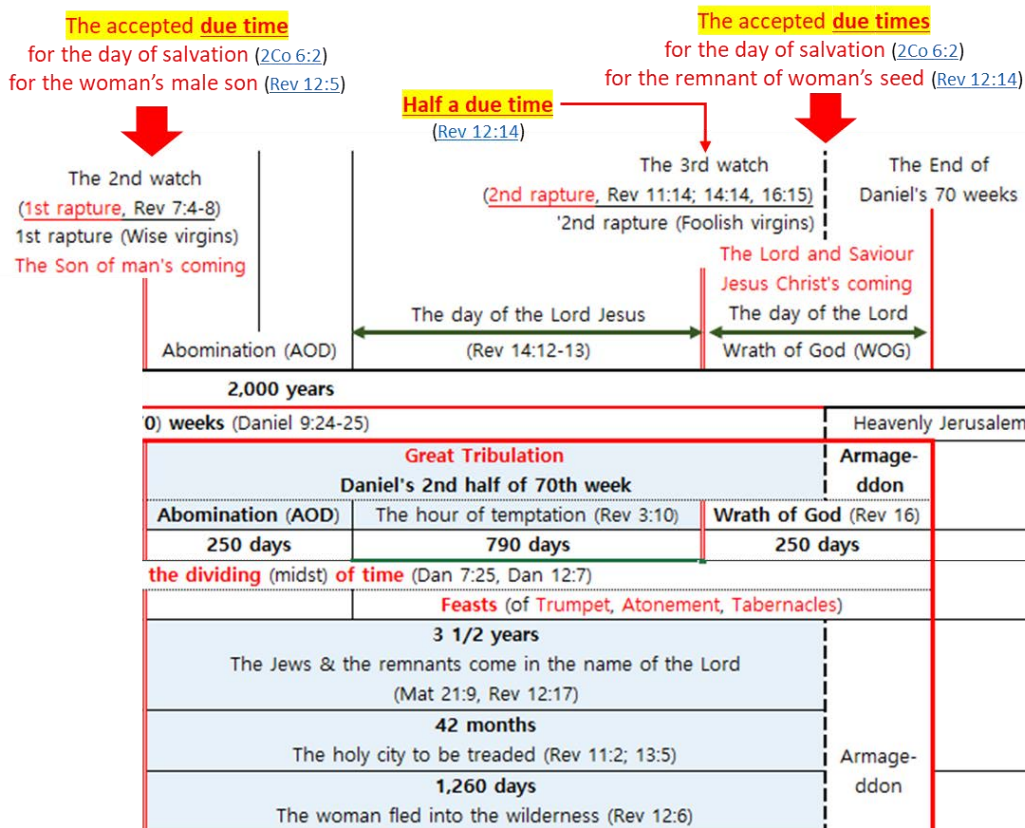 The accepted due time
for the day of salvation (2Co 6:2)
for the woman's male son (Rev 12:5)
The accepted due times
for the day of salvation (2Co 6:2)
for the remnant of woman's seed (Rev 12:14)
Half a due time
(Rev 12:14)
The 2nd watch
(1st rapture, Rev 7:4-8)
1st rapture (Wise virgins)
The Son of man's coming
The 3rd watch
(2nd rapture, Rev 11:14; 14:14, 16:15)
'2nd rapture (Foolish virgins)
The End of
Daniel's 70 weeks
The Lord and Saviour
Jesus Christ's coming
Abomination (AOD)
The day of the Lord Jesus
(Rev 14:12-13)
The day of the Lord
Wrath of God (WOG)
2,000 years
0) weeks (Daniel 9:24-25)
Heavenly Jerusalem
Great Tribulation
Daniel's 2nd half of 70th week
Armage-
ddon
Abomination (AOD)
The hour of temptation (Rev 3:10)
Wrath of God (Rev 16)
250 days
790 days
250 days
the dividing (midst) of time (Dan 7:25, Dan 12:7)
Feasts (of Trumpet, Atonement, Tabernacles)
3 1/2 years
The Jews & the remnants come in the name of the Lord
(Mat 21:9, Rev 12:17)
42 months
The holy city to be treaded (Rev 11:2; 13:5)
1,260 days
The woman fled into the wilderness (Rev 12:6)
Armage-
ddon